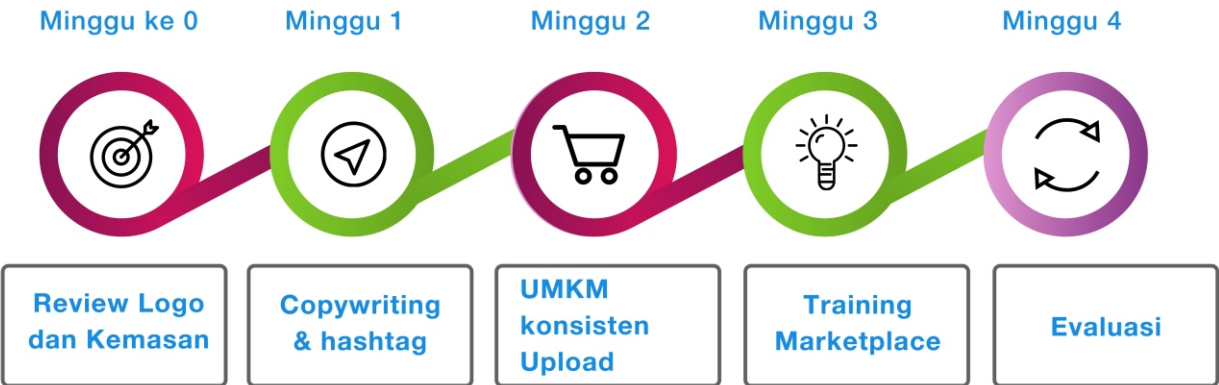 Minggu ke 0
Minggu 1
Minggu 2
Minggu 3
Minggu 4
Review Logo
dan Kemasan
Copywriting
& hashtag
UMKM
konsisten
Upload
Training
Marketplace
Evaluasi